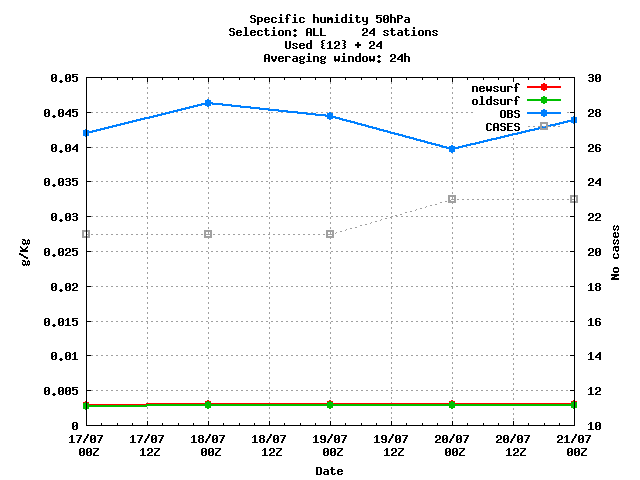 Specific humidity 50hPa
Selection: ALL     24 stations
Used {12} + 24
Averaging window: 24h
newsurf
oldsurf
OBS
CASES
g/Kg
0.05
0.045
0.04
0.035
0.03
0.025
0.02
0.015
0.01
0.005
0
30
28
26
24
22
20
18
16
14
12
10
No cases
17/07 17/07 18/07 18/07 19/07 19/07 20/07 20/07 21/07
00Z 12Z 00Z 12Z 00Z 12Z 00Z 12Z 00Z
Date